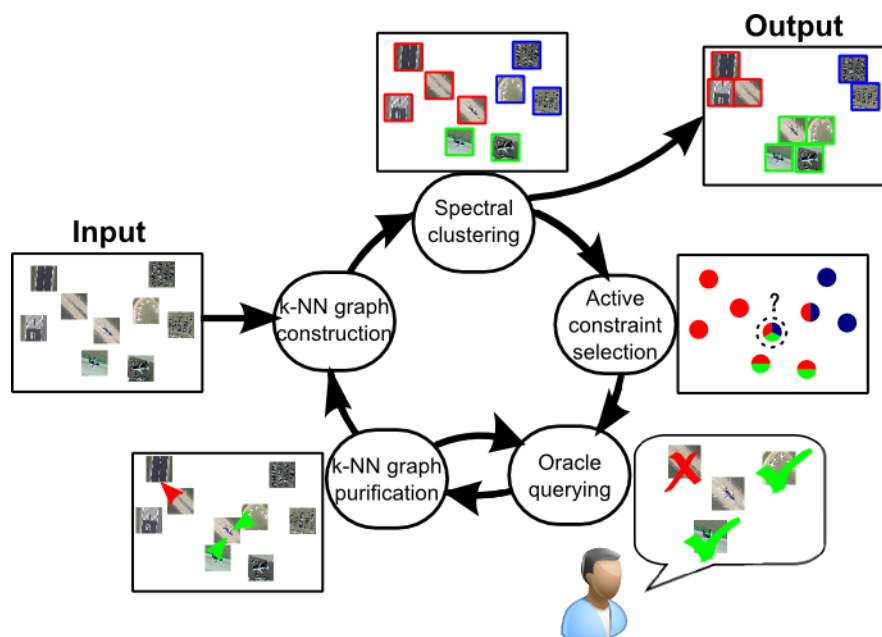 Output
Input
Spectral
clustering
k-NN graph
construction
Active
constraint
selection
?
k-NN graph
purification
Oracle
querying